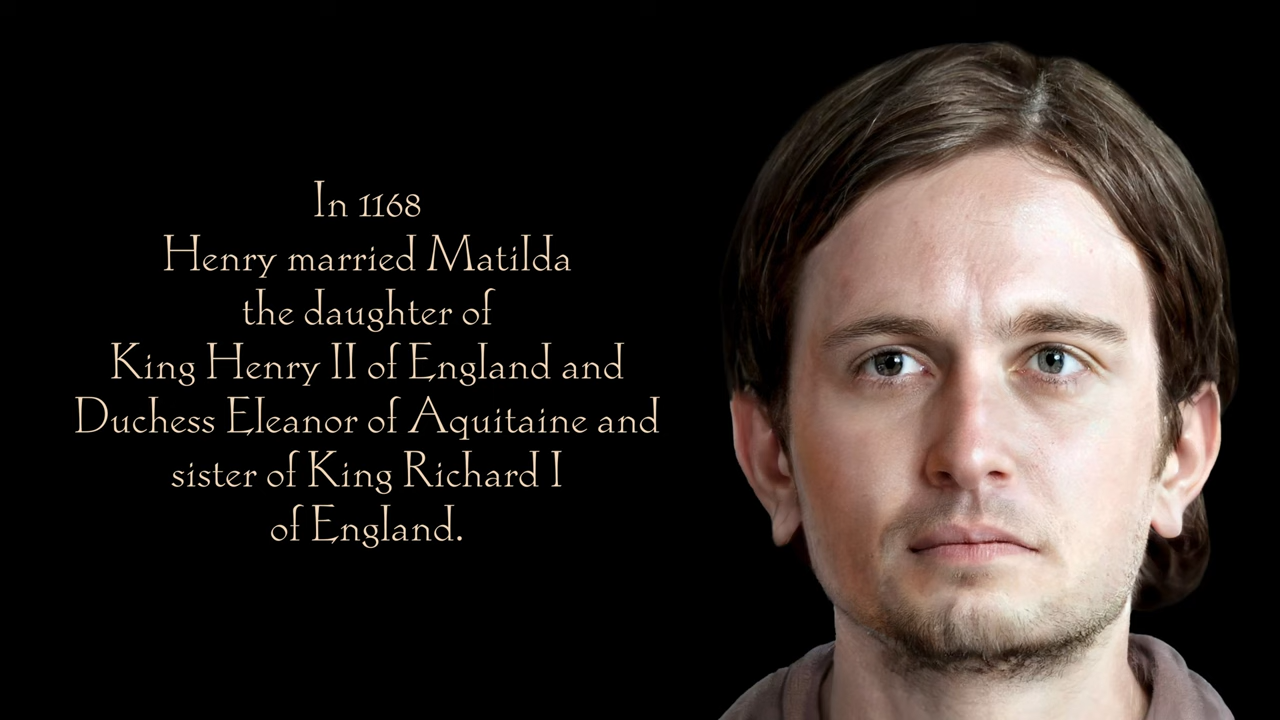 In 1168
Henry married Matilda
the daughter of
King Henry II of England and
Duchess Eleanor of Aquitaine and
sister of King Richard I
of England.